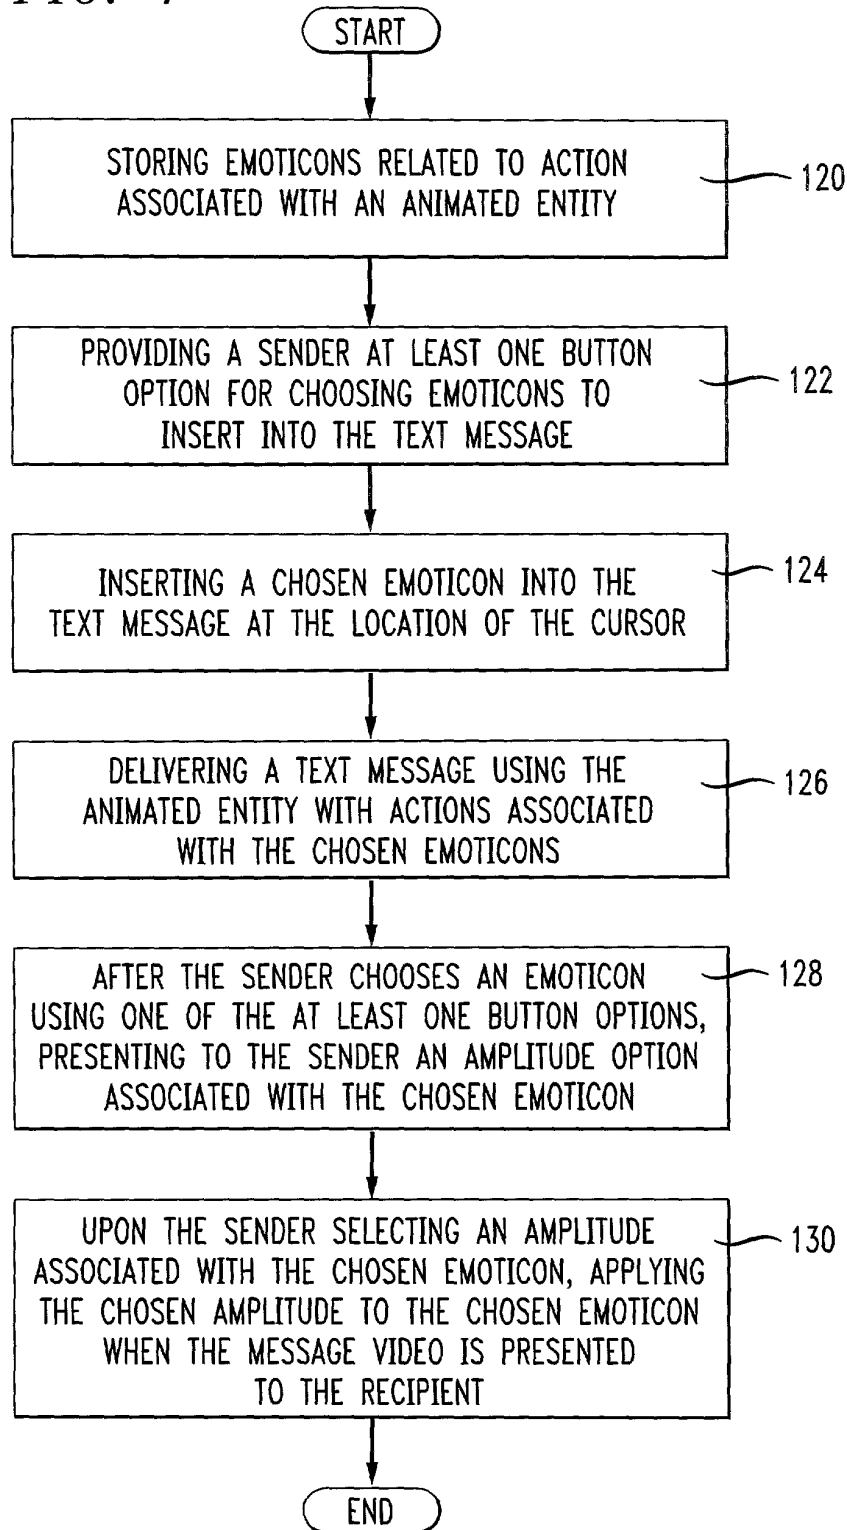 START
STORING EMOTICONS RELATED TO ACTION
ASSOCIATED WITH AN ANIMATED ENTITY
120
PROVIDING A SENDER AT LEAST ONE BUTTON
OPTION FOR CHOOSING EMOTICONS TO
INSERT INTO THE TEXT MESSAGE
122
INSERTING A CHOSEN EMOTICON INTO THE
TEXT MESSAGE AT THE LOCATION OF THE CURSOR
124
DELIVERING A TEXT MESSAGE USING THE
ANIMATED ENTITY WITH ACTIONS ASSOCIATED
WITH THE CHOSEN EMOTICONS
126
AFTER THE SENDER CHOOSES AN EMOTICON
USING ONE OF THE AT LEAST ONE BUTTON OPTIONS,
PRESENTING TO THE SENDER AN AMPLITUDE OPTION
ASSOCIATED WITH THE CHOSEN EMOTICON
128
UPON THE SENDER SELECTING AN AMPLITUDE
ASSOCIATED WITH THE CHOSEN EMOTICON, APPLYING
THE CHOSEN AMPLITUDE TO THE CHOSEN EMOTICON
WHEN THE MESSAGE VIDEO IS PRESENTED
TO THE RECIPIENT
130
END